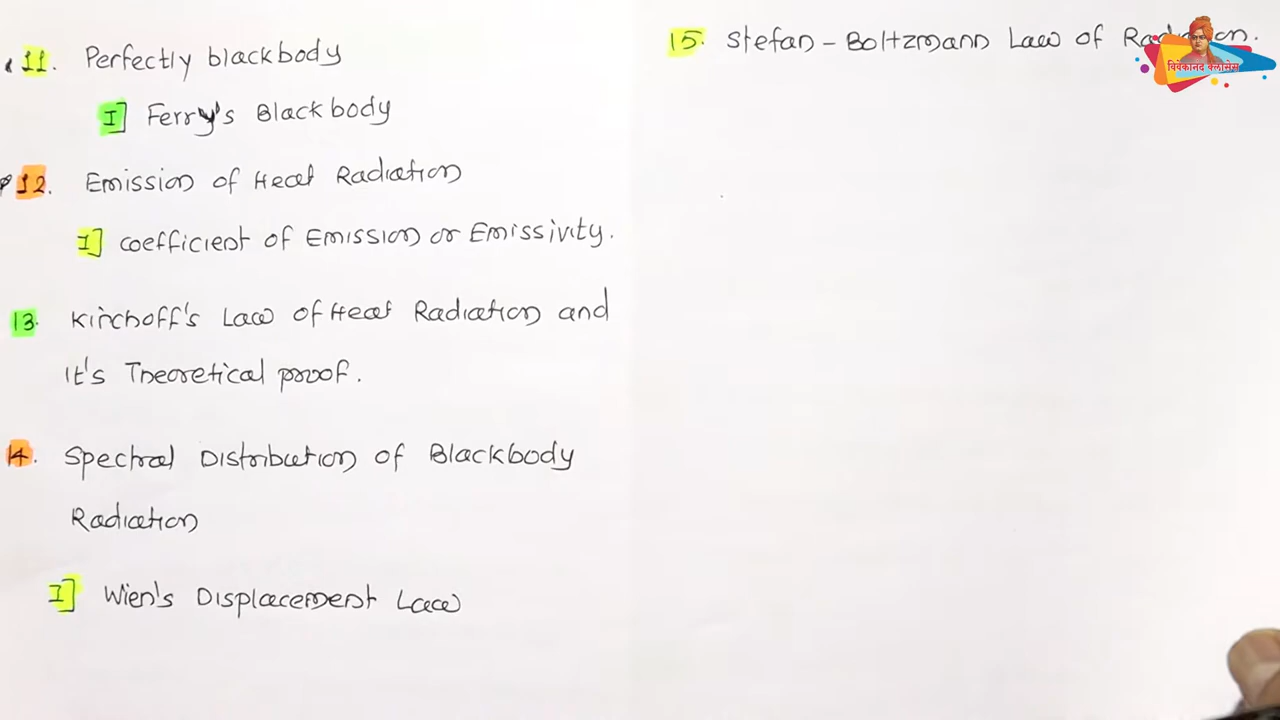 11. Perfectly blackbody
I] Ferry's Blackbody
12. Emission of Heat Radiation
I] coefficient of Emission or Emissivity.
13. Kirchoff's Law of Heat Radiation and
It's Theoretical proof.
14. Spectral Distribution of Blackbody
Radiation
I] Wien's Displacement Law
15. Stefan - Boltzmann Law of Radiation.
विवेकानंद क्लासेस